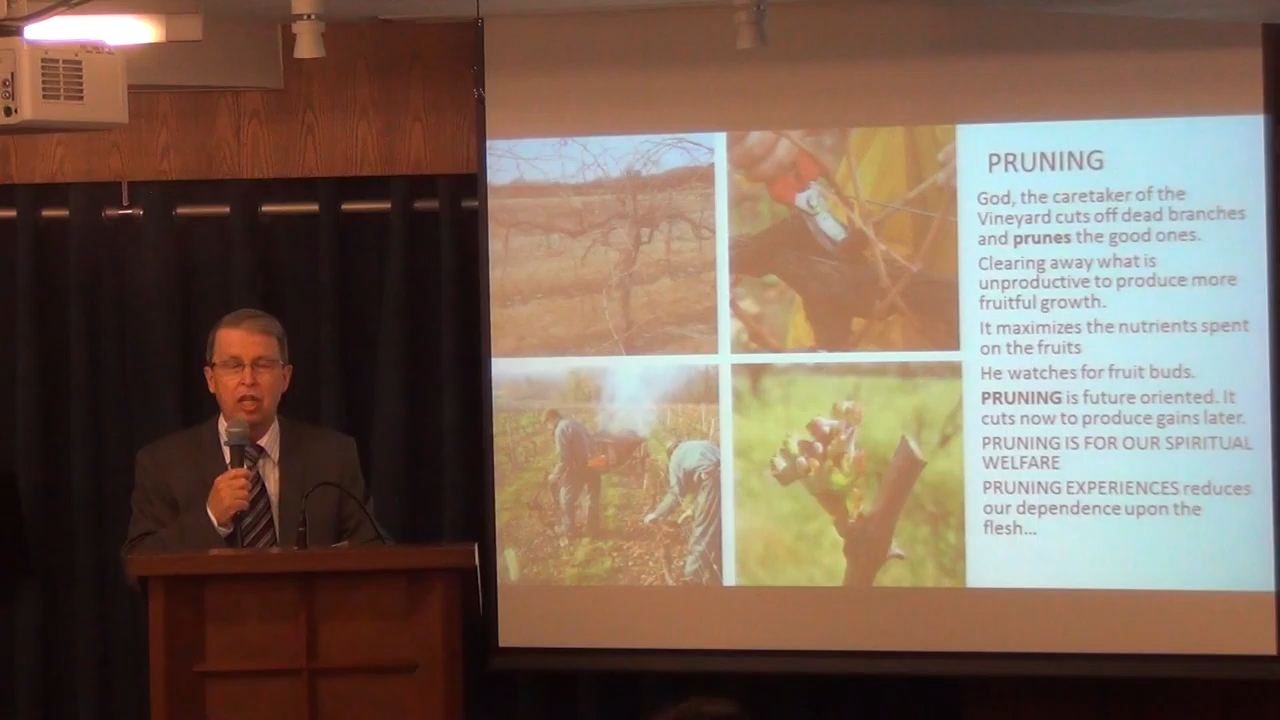 PRUNING
God, the caretaker of the
Vineyard cuts off dead branches
and prunes the good ones.
Clearing away what is
unproductive to produce more
fruitful growth.
It maximizes the nutrients spent
on the fruits
He watches for fruit buds.
PRUNING is future oriented. It
cuts now to produce gains later.
PRUNING IS FOR OUR SPIRITUAL
WELFARE
PRUNING EXPERIENCES reduces
our dependence upon the
flesh...